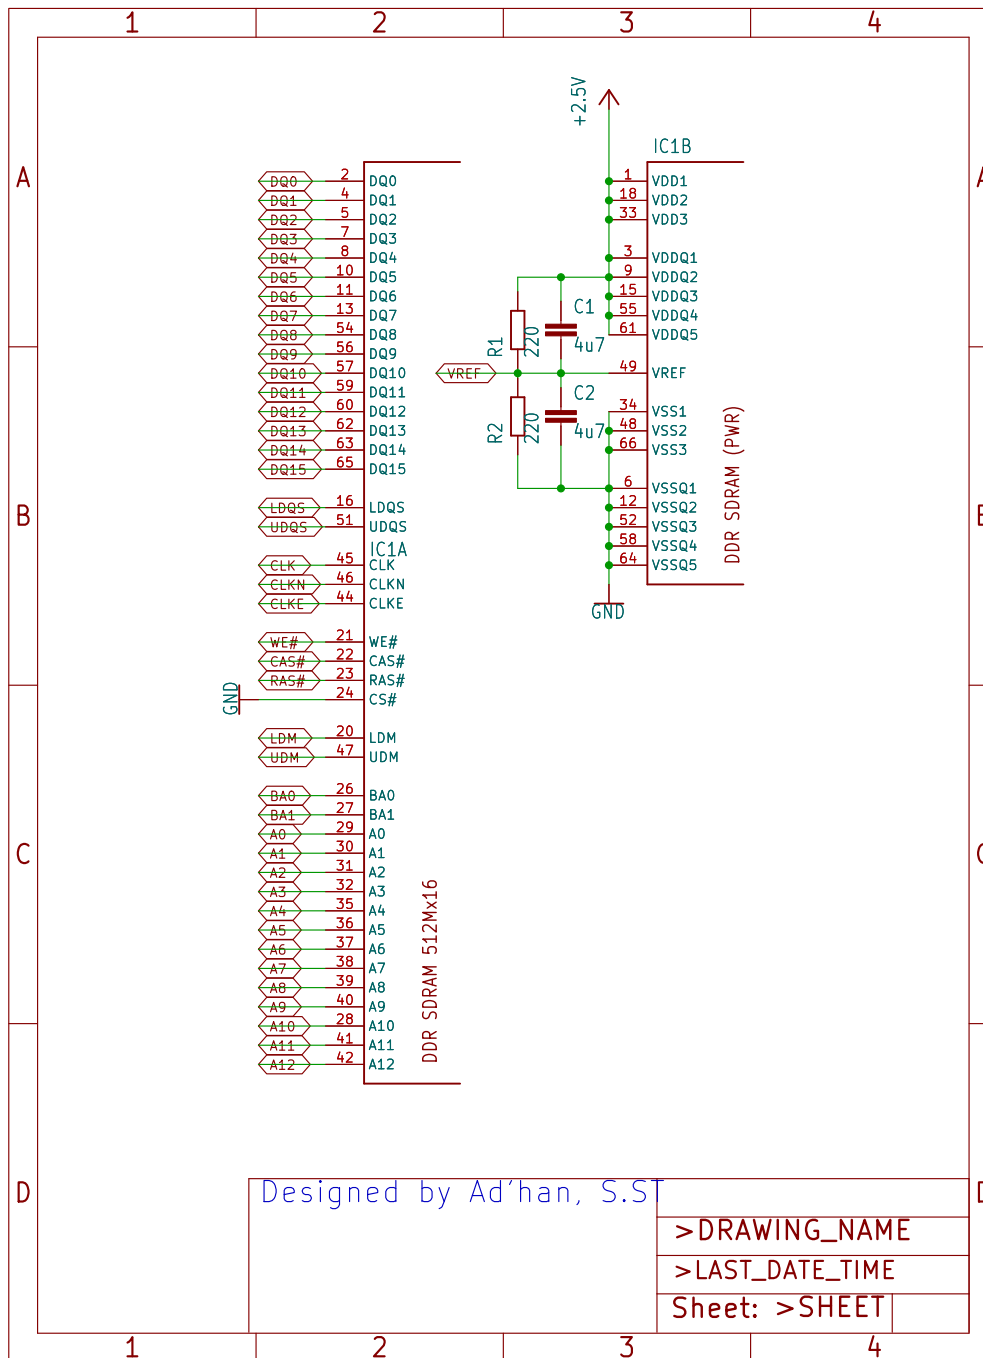 1 2 3 4
A A
+2.5V
IC1B
DQ0 2 DQ0 1 VDD1
DQ1 4 DQ1 18 VDD2
DQ2 5 DQ2 33 VDD3
DQ3 7 DQ3
DQ4 8 DQ4 3 VDDQ1
DQ5 10 DQ5 9 VDDQ2
DQ6 11 DQ6 15 VDDQ3
C1
DQ7 13 DQ7 55 VDDQ4
DQ8 54 DQ8 61 VDDQ5
R1 220 4u7
DQ9 56 DQ9
DQ10 57 DQ10 VREF 49 VREF
DQ11 59 DQ11 C2
DQ12 60 DQ12 34 VSS1
DQ13 62 DQ13 R2 220 4u7 48 VSS2
DQ14 63 DQ14 66 VSS3
DQ15 65 DQ15 6 VSSQ1
LDQS 16 LDQS 12 VSSQ2
B B
UDQS 51 UDQS 52 VSSQ3
IC1A 58 VSSQ4
CLK 45 CLK 64 VSSQ5
DDR SDRAM (PWR)
CLKN 46 CLKN
CLKE 44 CLKE
GND
WE# 21 WE#
CAS# 22 CAS#
RAS# 23 RAS#
GND 24 CS#
LDM 20 LDM
UDM 47 UDM
BA0 26 BA0
BA1 27 BA1
A0 29 A0
C C
A1 30 A1
A2 31 A2
A3 32 A3
A4 35 A4
A5 36 A5
A6 37 A6
A7 38 A7
A8 39 A8
A9 40 A9
A10 28 A10
A11 41 A11
A12 42 A12
DDR SDRAM 512Mx16
D D
Designed by Ad'han, S.ST
>DRAWING_NAME
>LAST_DATE_TIME
Sheet: >SHEET
1 2 3 4